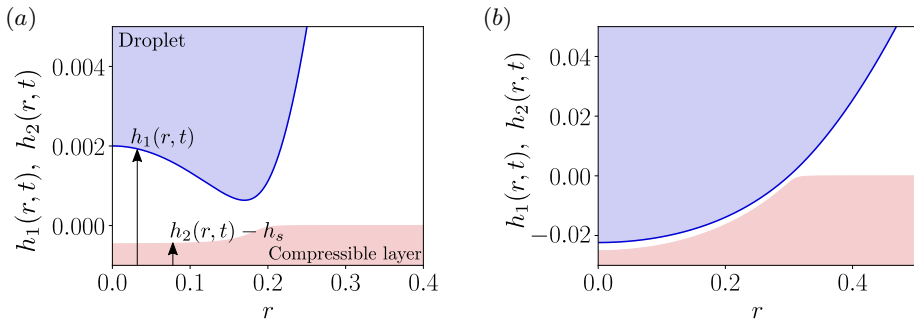 (a)
h₁(r, t), h₂(r, t)
0.004
0.002
0.000
Droplet
h₁(r, t)
h₂(r, t) − hₛ
Compressible layer
0.0 0.1 0.2 0.3 0.4
r
(b)
h₁(r, t), h₂(r, t)
0.04
0.02
0.00
−0.02
0.0 0.2 0.4
r